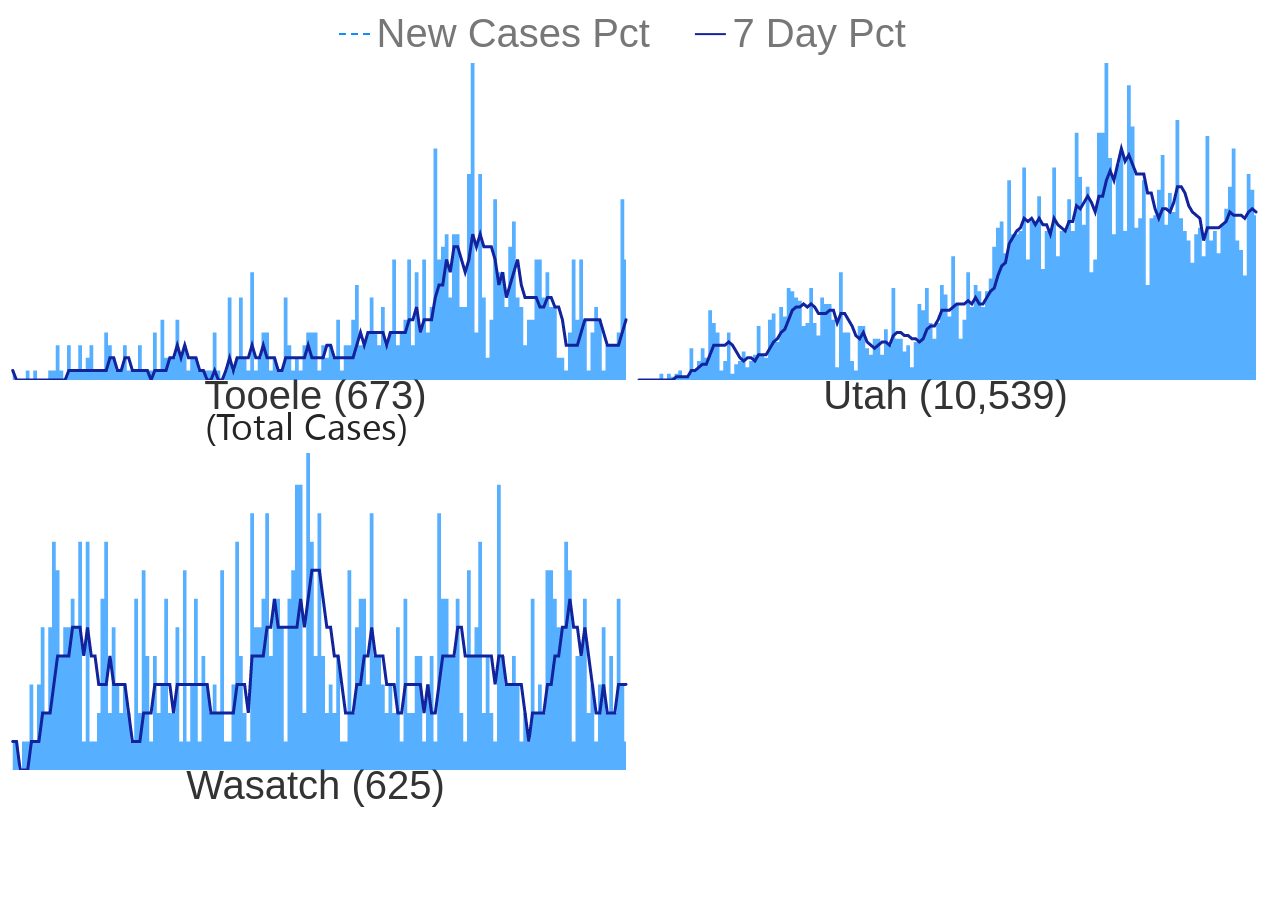 New Cases Pct 7 Day Pct
Tooele (673)
(Total Cases)
Utah (10,539)
Wasatch (625)